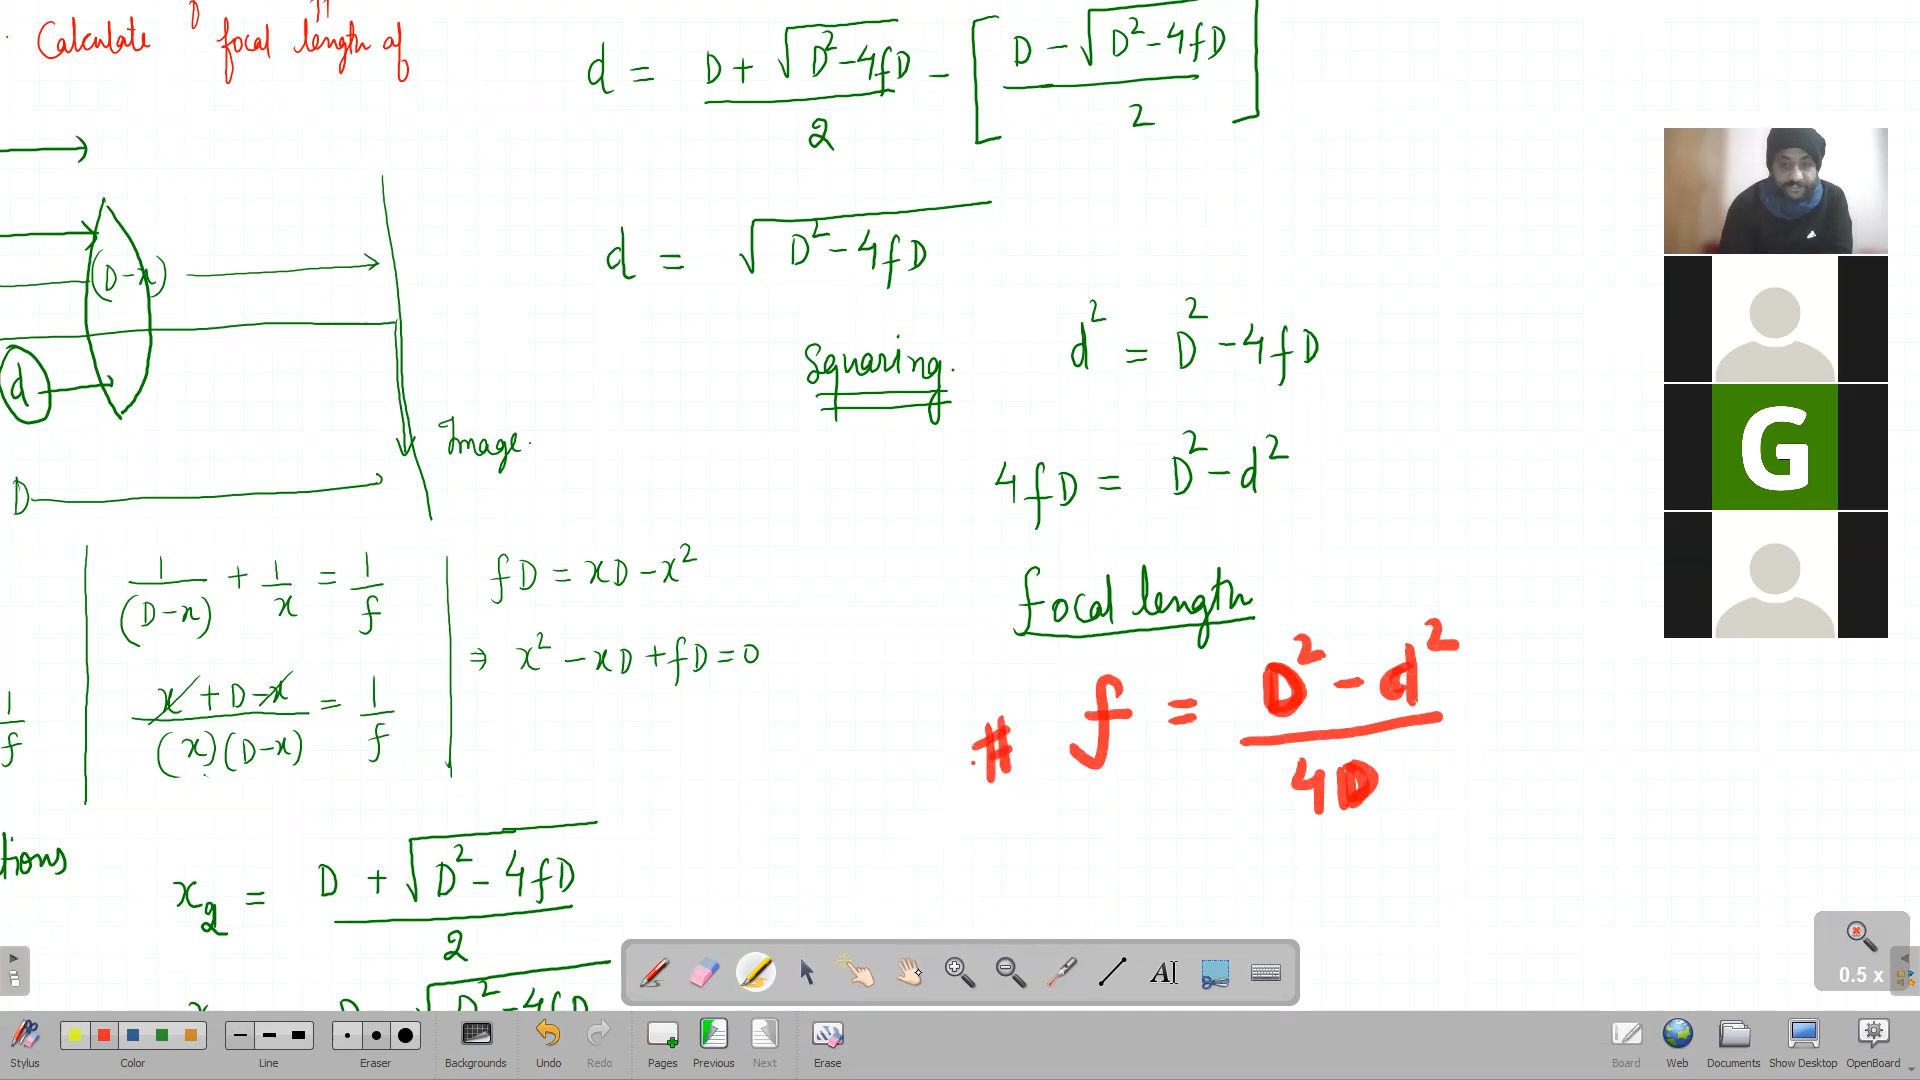 Calculate focal length of
d = D + √D²-4fD / 2 - [ D - √D²-4fD / 2 ]
(D-x)
d = √D²-4fD
Squaring. d² = D²-4fD
d
Image.
4fD = D²-d²
D
focal length
1/(D-x) + 1/x = 1/f
fD = xD-x²
⇒ x²-xD+fD=0
1/f
x+D-x / (x)(D-x) = 1/f
# f = D²-d² / 4D
tions
x₂ = D + √D²-4fD / 2
D √D²-4fD
G
0.5 x
Stylus Color Line Eraser Backgrounds Undo Redo Pages Previous Next Erase Board Web Documents Show Desktop OpenBoard